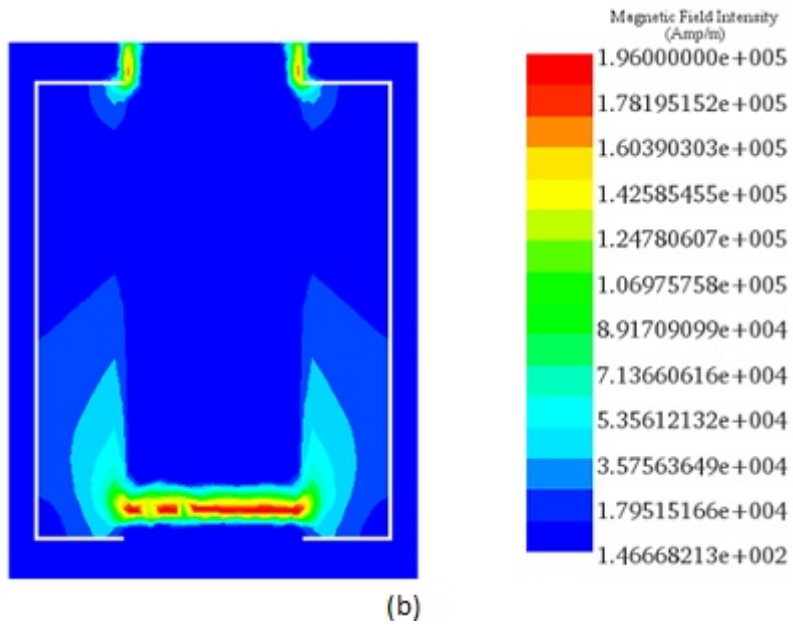 Magnetic Field Intensity
(Amp/m)
1.96000000e+005
1.78195152e+005
1.60390303e+005
1.42585455e+005
1.24780607e+005
1.06975758e+005
8.91709099e+004
7.13660616e+004
5.35612132e+004
3.57563649e+004
1.79515166e+004
1.46668213e+002
(b)